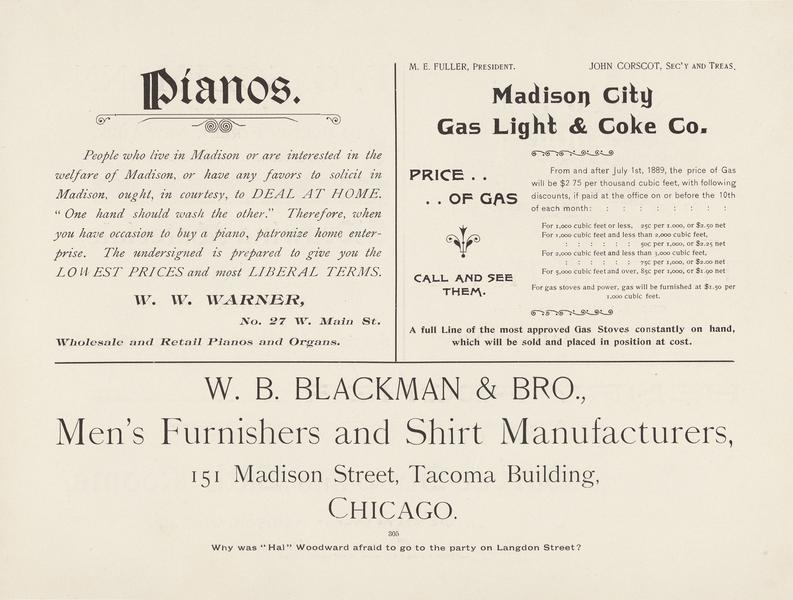 Pianos.
People who live in Madison or are interested in the
welfare of Madison, or have any favors to solicit in
Madison, ought, in courtesy, to DEAL AT HOME.
"One hand should wash the other." Therefore, when
you have occasion to buy a piano, patronize home enter-
prise. The undersigned is prepared to give you the
LOWEST PRICES and most LIBERAL TERMS.
W. W. WARNER,
No. 27 W. Main St.
Wholesale and Retail Pianos and Organs.
M. E. FULLER, PRESIDENT. JOHN CORSCOT, SEC'Y AND TREAS.
Madison City
Gas Light & Coke Co.
PRICE . .
. . OF GAS
CALL AND SEE
THEM.
From and after July 1st, 1889, the price of Gas
will be $2 75 per thousand cubic feet, with following
discounts, if paid at the office on or before the 10th
of each month: : : : : : : :
For 1,000 cubic feet or less, 25c per 1,000, or $2.50 net
For 1,000 cubic feet and less than 2,000 cubic feet,
: : : : : : 50c per 1,000, or $2.25 net
For 2,000 cubic feet and less than 3,000 cubic feet,
: : : : : : 75c per 1,000, or $2.00 net
For 5,000 cubic feet and over, 85c per 1,000, or $1.90 net
For gas stoves and power, gas will be furnished at $1.50 per
1,000 cubic feet.
A full Line of the most approved Gas Stoves constantly on hand,
which will be sold and placed in position at cost.
W. B. BLACKMAN & BRO.,
Men's Furnishers and Shirt Manufacturers,
151 Madison Street, Tacoma Building,
CHICAGO.
305
Why was "Hal" Woodward afraid to go to the party on Langdon Street?